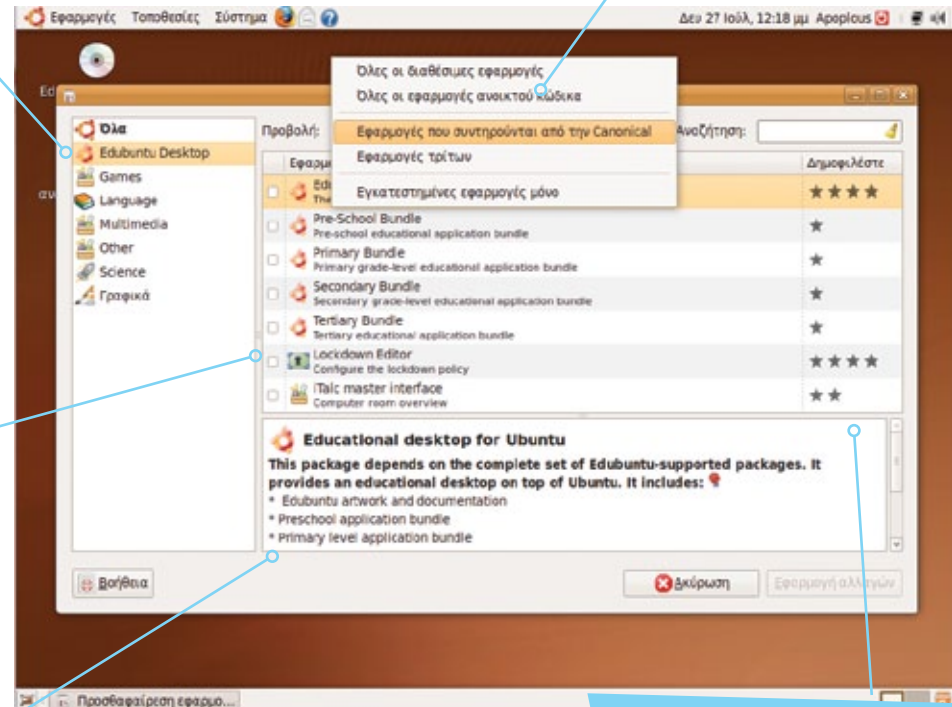 Εφαρμογές Τοποθεσίες Σύστημα
Δευ 27 Ιούλ, 12:18 μμ Apoplous
Όλες οι διαθέσιμες εφαρμογές
Όλες οι εφαρμογές ανοικτού κώδικα
Εφαρμογές που συντηρούνται από την Canonical
Εφαρμογές τρίτων
Εγκατεστημένες εφαρμογές μόνο
Προβολή:
Αναζήτηση:
Όλα
Edubuntu Desktop
Games
Language
Multimedia
Other
Science
Γραφικά
Δημοφιλέστε
Pre-School Bundle
Pre-school educational application bundle
Primary Bundle
Primary grade-level educational application bundle
Secondary Bundle
Secondary grade-level educational application bundle
Tertiary Bundle
Tertiary educational application bundle
Lockdown Editor
Configure the lockdown policy
iTalc master interface
Computer room overview
Educational desktop for Ubuntu
This package depends on the complete set of Edubuntu-supported packages. It
provides an educational desktop on top of Ubuntu. It includes:
* Edubuntu artwork and documentation
* Preschool application bundle
* Primary level application bundle
Βοήθεια
Ακύρωση
Εφαρμογή αλλαγών
Προσθαφαίρεση εφαρμο...